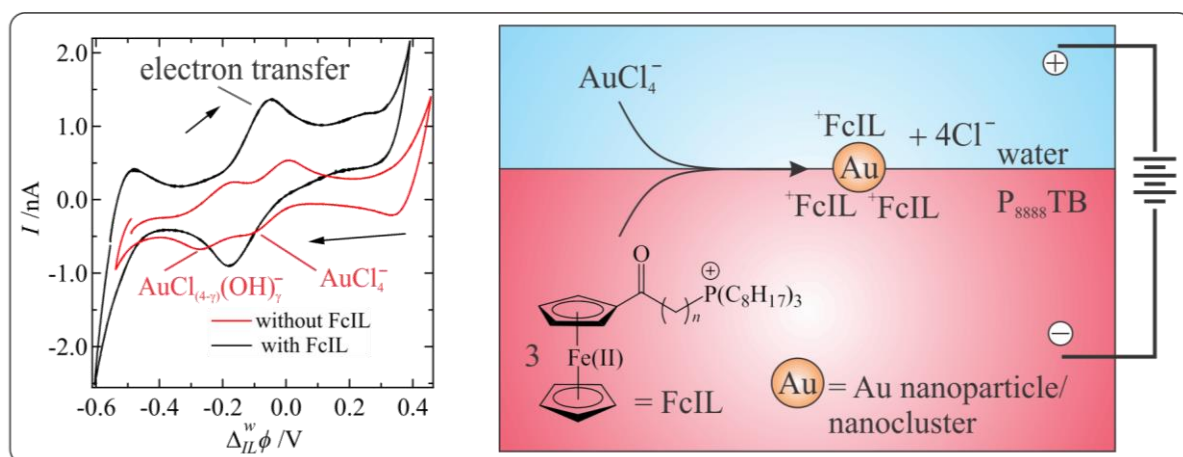 2.0
1.0
0.0
-1.0
-2.0
I /nA
electron transfer
AuCl₍₄₋ᵧ₎(OH)ᵧ⁻
AuCl₄⁻
without FcIL
with FcIL
-0.6 -0.4 -0.2 0.0 0.2 0.4
Δ_{IL}^{w} ϕ /V
AuCl₄⁻
+
⁺FcIL
+ 4Cl⁻
water
Au
⁺FcIL ⁺FcIL
P₈₈₈₈TB
O
⊕
P(C₈H₁₇)₃
n
3
Fe(II)
= FcIL
−
Au = Au nanoparticle/
nanocluster